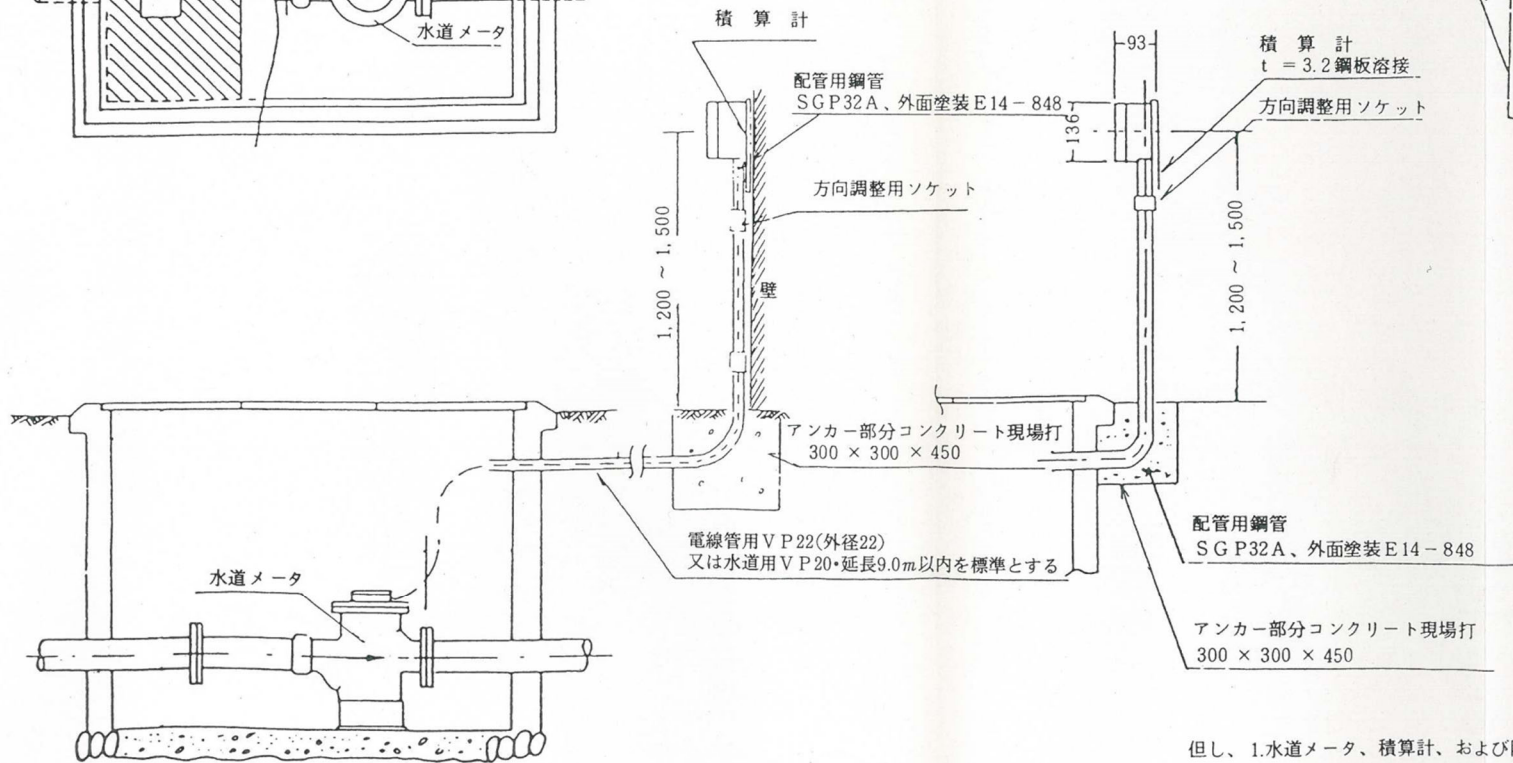 水道メータ
積算計
配管用鋼管
SGP32A、外面塗装E14-848
136
方向調整用ソケット
1,200 ~ 1,500
壁
93
積算計
t = 3.2鋼板溶接
方向調整用ソケット
1,200 ~ 1,500
アンカー部分コンクリート現場打
300 × 300 × 450
電線管用VP22(外径22)
又は水道用VP20・延長9.0m以内を標準とする
水道メータ
配管用鋼管
SGP32A、外面塗装E14-848
アンカー部分コンクリート現場打
300 × 300 × 450
但し、1.水道メータ、積算計、および